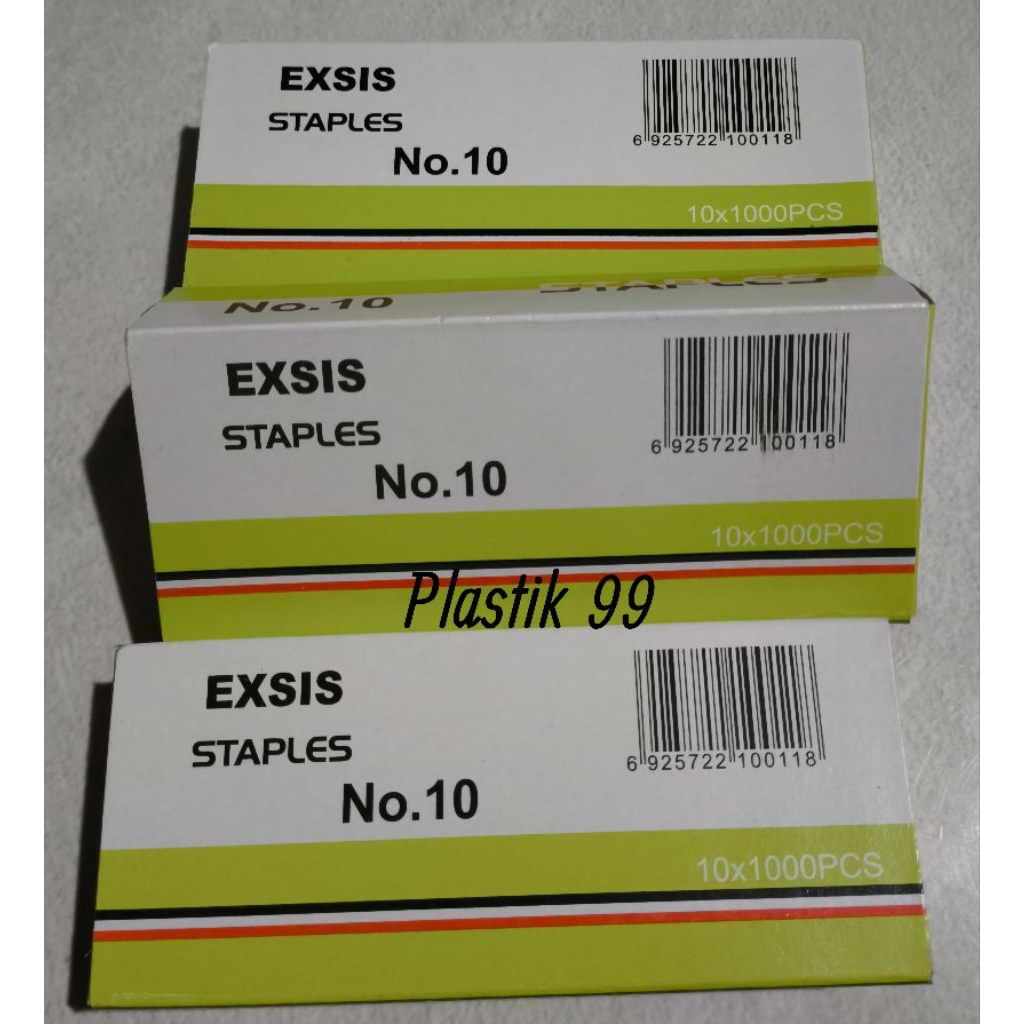 EXSIS
STAPLES
No.10
6 925722 100118
10x1000PCS
No.10 STAPLES
EXSIS
STAPLES
No.10
6 925722 100118
10x1000PCS
Plastik 99
EXSIS
STAPLES
No.10
6 925722 100118
10x1000PCS